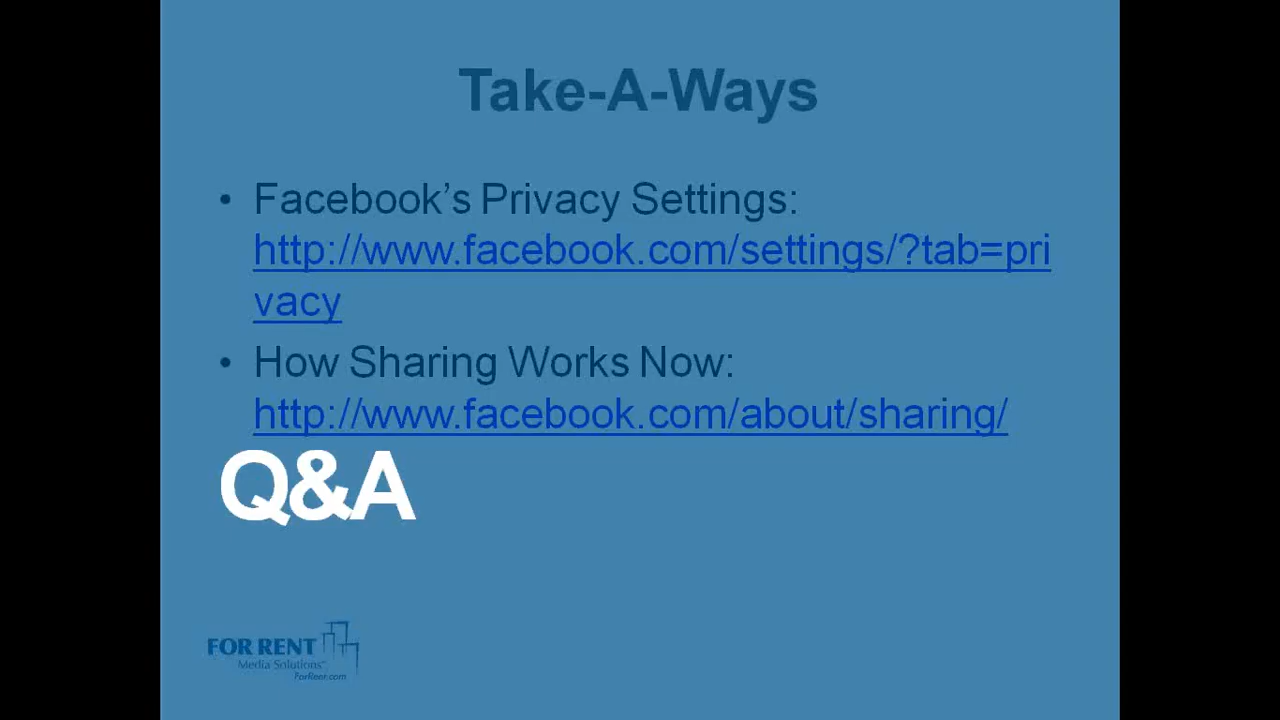 Take-A-Ways
• Facebook’s Privacy Settings:
http://www.facebook.com/settings/?tab=pri
vacy
• How Sharing Works Now:
http://www.facebook.com/about/sharing/
Q&A
FOR RENT
Media Solutions™
ForRent.com